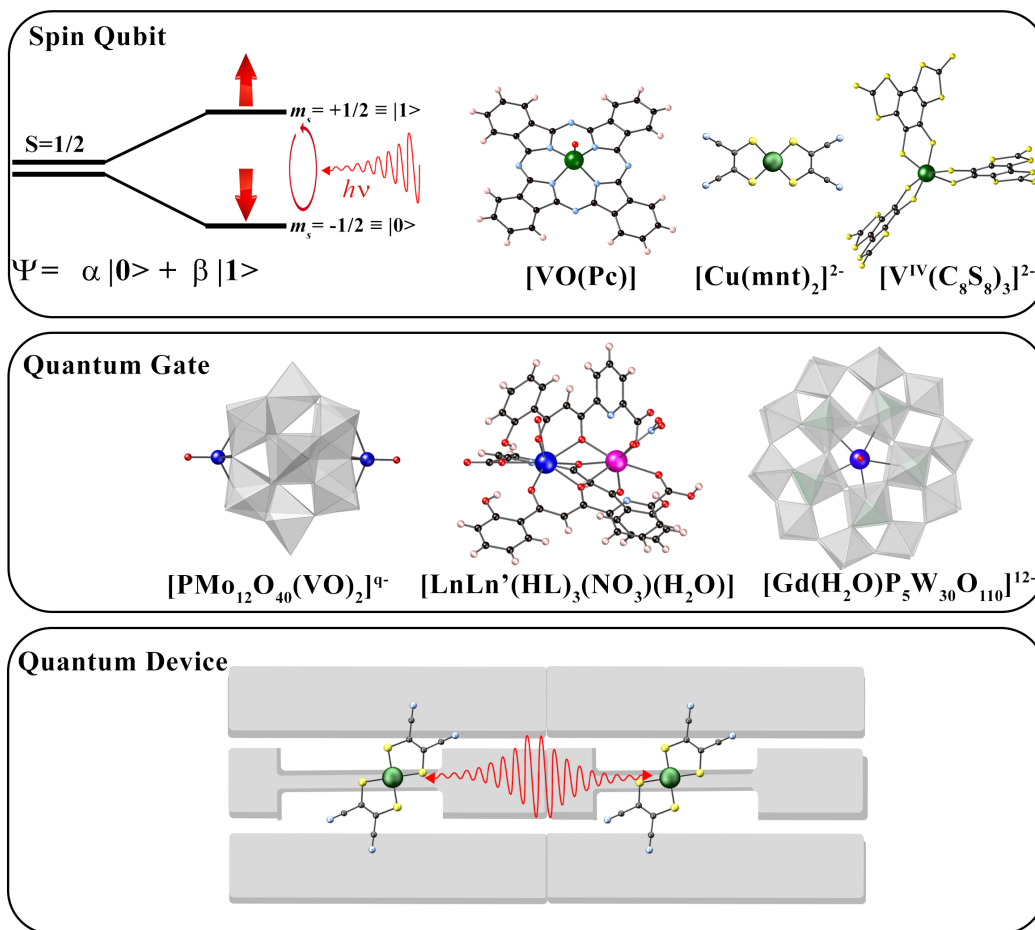 Spin Qubit
S=1/2
mₛ= +1/2 ≡ |1>
hν
mₛ= -1/2 ≡ |0>
Ψ= α |0> + β |1>
[VO(Pc)]
[Cu(mnt)₂]²⁻
[Vᴵⱽ(C₈S₈)₃]²⁻
Quantum Gate
[PMo₁₂O₄₀(VO)₂]q-
[LnLn’(HL)₃(NO₃)(H₂O)]
[Gd(H₂O)P₅W₃₀O₁₁₀]¹²⁻
Quantum Device